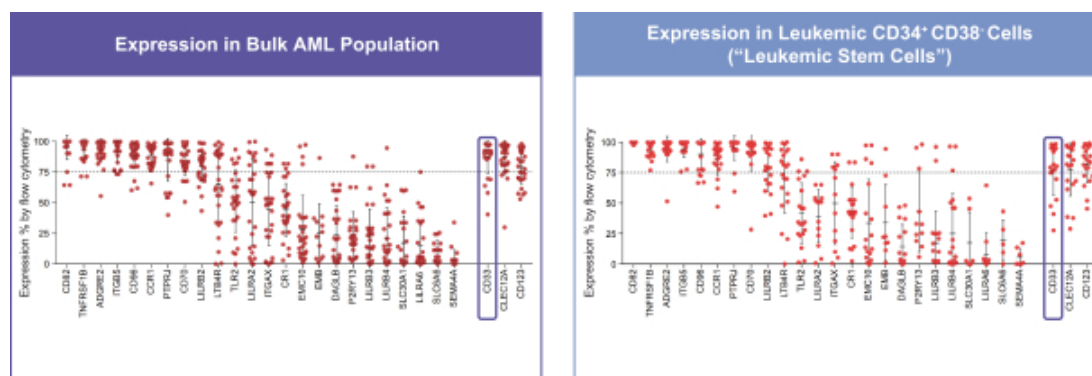 Expression in Bulk AML Population
Expression % by flow cytometry
100
75
50
25
0
CD82
TNFRSF1B
ADGRE2
ITGB5
CD96
CCR1
PTPRJ
CD70
LILRB2
LTB4R
TLR2
LILRA2
ITGAX
CR1
EMC10
EMB
DAGLB
P2RY13
LILRB3
LILRB4
SLC30A1
LILRA6
SLC6A6
SEMA4A
CD33
CLEC12A
CD123
Expression in Leukemic CD34⁺ CD38⁻ Cells
(“Leukemic Stem Cells”)
Expression % by flow cytometry
100
75
50
25
0
CD82
TNFRSF1B
ADGRE2
ITGB5
CD96
CCR1
PTPRJ
CD70
LILRB2
LTB4R
TLR2
LILRA2
ITGAX
CR1
EMC10
EMB
DAGLB
P2RY13
LILRB3
LILRB4
SLC30A1
LILRA6
SLC6A6
SEMA4A
CD33
CLEC12A
CD123